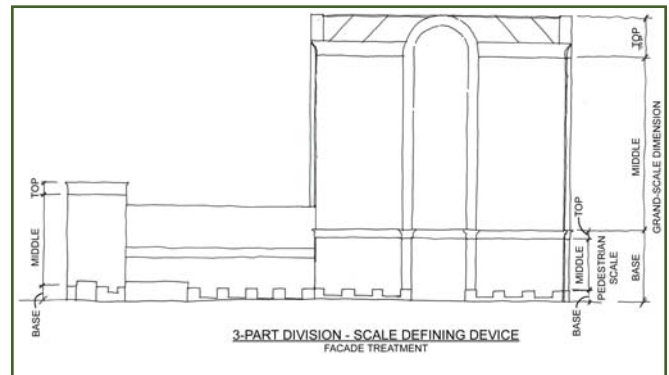 TOP
MIDDLE
BASE
TOP
MIDDLE
BASE
GRAND-SCALE DIMENSION
TOP
MIDDLE
BASE
PEDESTRIAN
SCALE
3-PART DIVISION - SCALE DEFINING DEVICE
FACADE TREATMENT